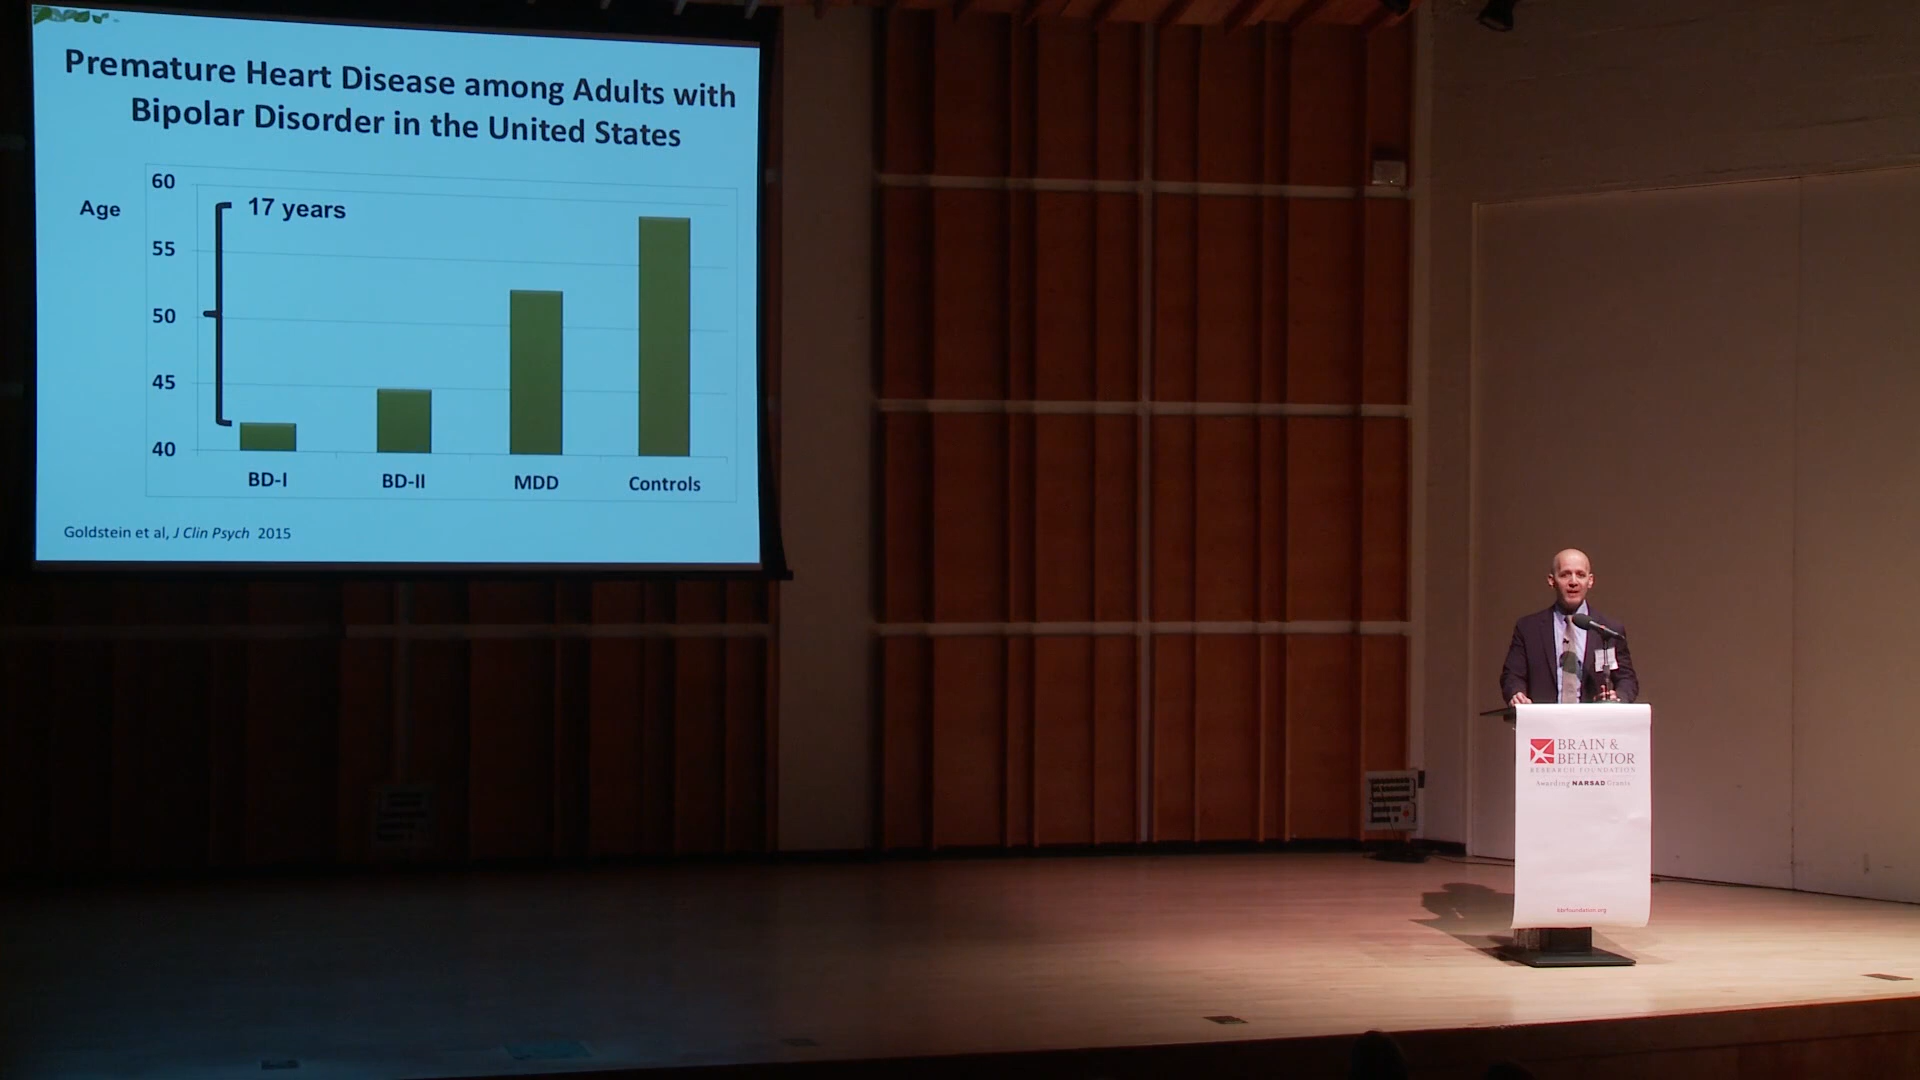 Premature Heart Disease among Adults with
Bipolar Disorder in the United States
60
Age
17 years
55
50
45
40
BD-I
BD-II
MDD
Controls
Goldstein et al, J Clin Psych 2015
BRAIN &
BEHAVIOR
RESEARCH FOUNDATION
Awarding NARSAD Grants
bbrfoundation.org